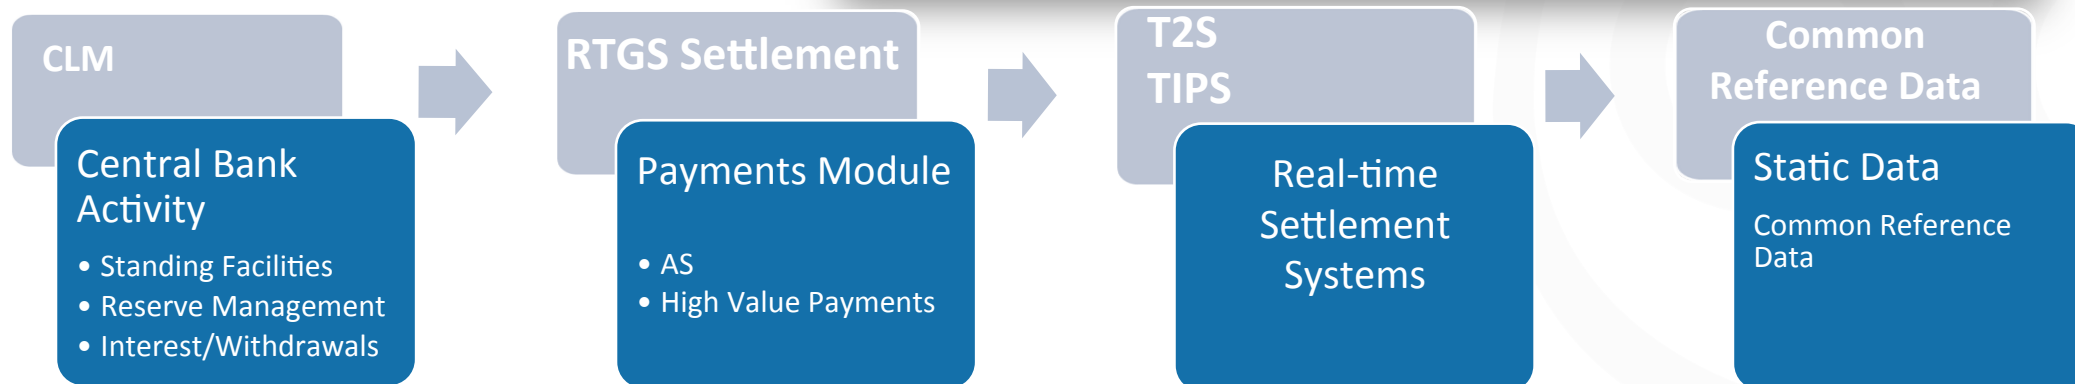 CLM
Central Bank
Activity
• Standing Facilities
• Reserve Management
• Interest/Withdrawals
RTGS Settlement
Payments Module
• AS
• High Value Payments
T2S
TIPS
Real-time
Settlement
Systems
Common
Reference Data
Static Data
Common Reference
Data